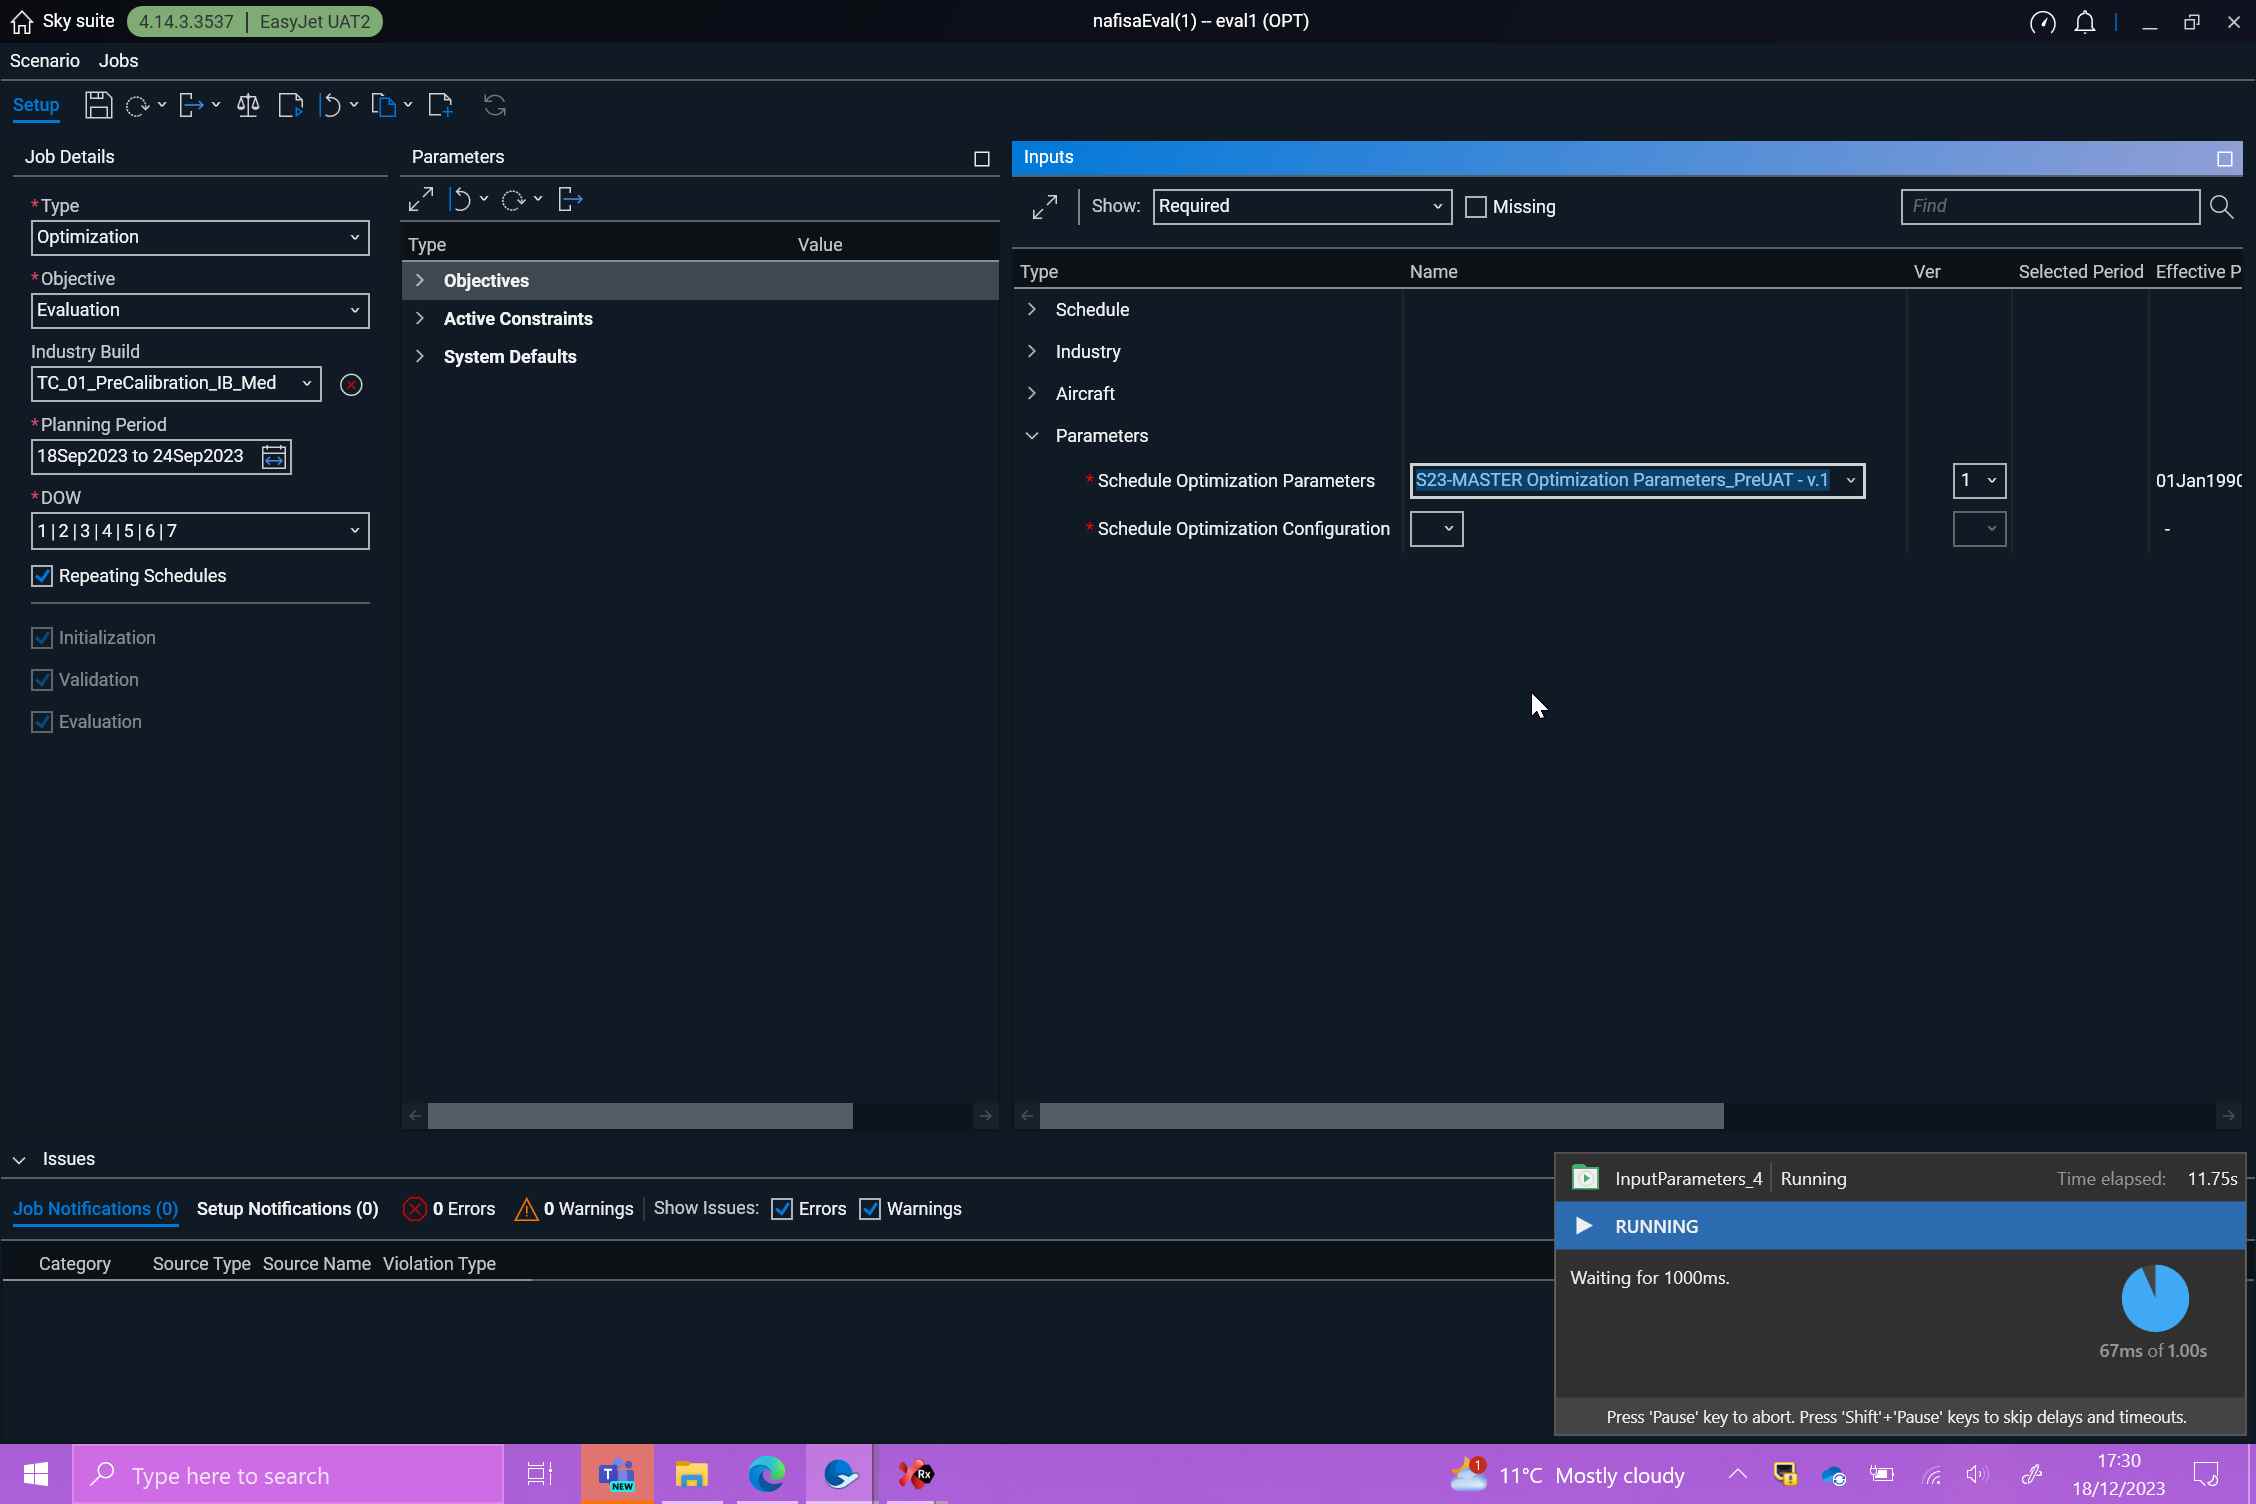 Sky suite 4.14.3.3537 | EasyJet UAT2 nafisaEval(1) -- eval1 (OPT)
Scenario Jobs
Setup
Job Details
*Type
Optimization
*Objective
Evaluation
Industry Build
TC_01_PreCalibration_IB_Med
*Planning Period
18Sep2023 to 24Sep2023
*DOW
1|2|3|4|5|6|7
Repeating Schedules
Initialization
Validation
Evaluation
Parameters
Type Value
Objectives
Active Constraints
System Defaults
Inputs
Show: Required Missing Find
Type Name Ver Selected Period Effective P
Schedule
Industry
Aircraft
Parameters
* Schedule Optimization Parameters S23-MASTER Optimization Parameters_PreUAT - v.1 1 01Jan1990
* Schedule Optimization Configuration -
Issues
Job Notifications (0) Setup Notifications (0) 0 Errors 0 Warnings Show Issues: Errors Warnings
Category Source Type Source Name Violation Type
InputParameters_4 Running Time elapsed: 11.75s
RUNNING
Waiting for 1000ms.
67ms of 1.00s
Press 'Pause' key to abort. Press 'Shift'+'Pause' keys to skip delays and timeouts.
Type here to search
T
NEW
Rx
1
11°C Mostly cloudy
17:30
18/12/2023